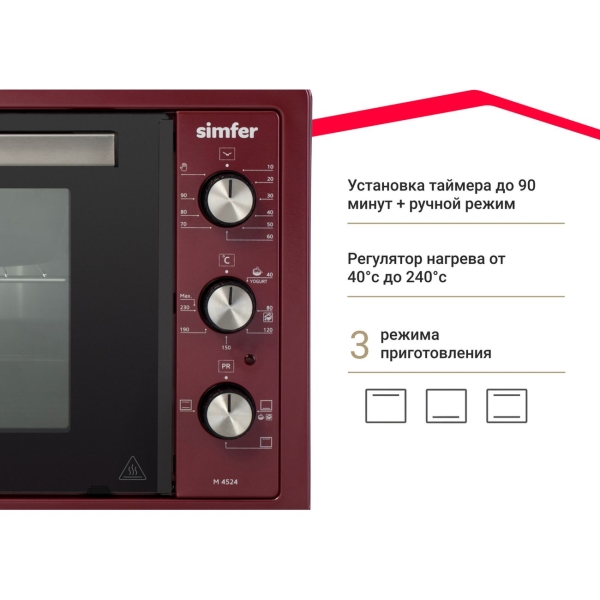 simfer
10
20
30
40
50
60
70
80
90
°C
40
YOGURT
80
120
150
190
Max.
230
PR
M 4524
Установка таймера до 90
минут + ручной режим
Регулятор нагрева от
40°с до 240°с
3 режима
приготовления